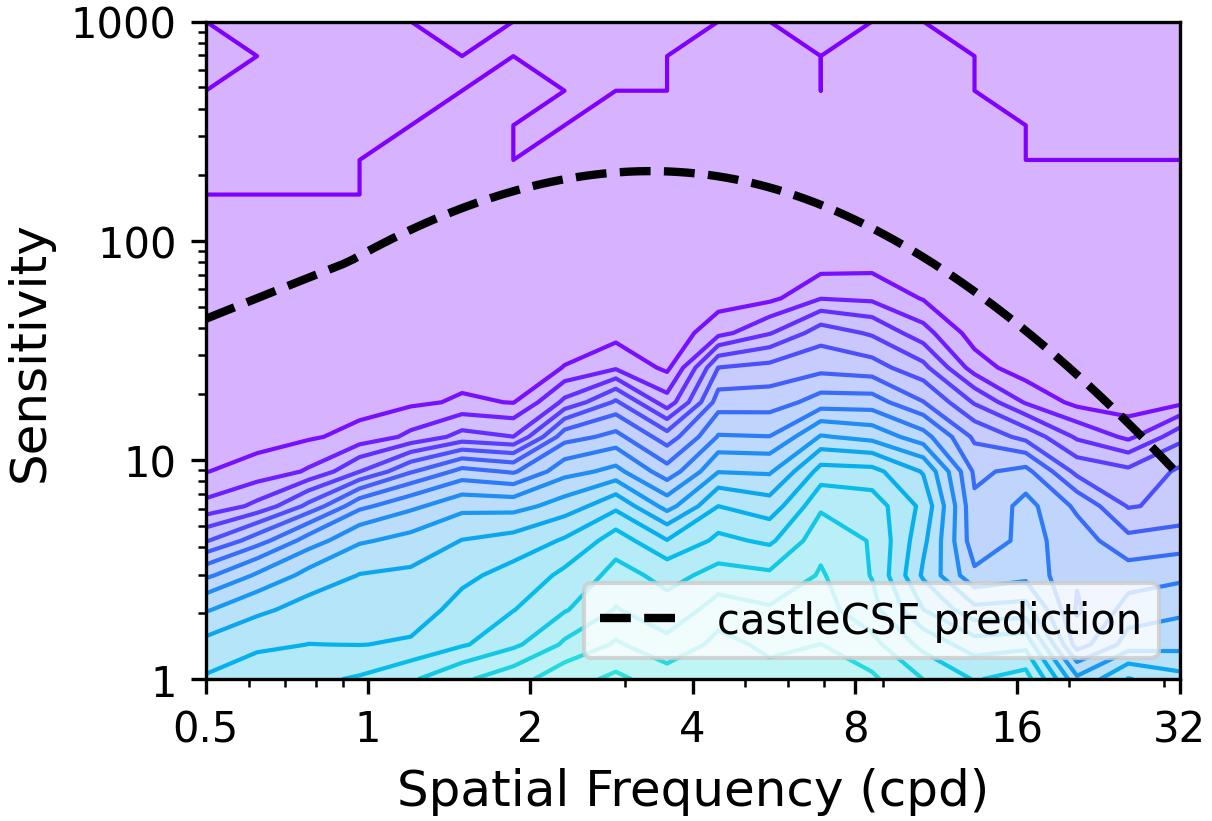 1000
100
10
1
Sensitivity
castleCSF prediction
0.5 1 2 4 8 16 32
Spatial Frequency (cpd)